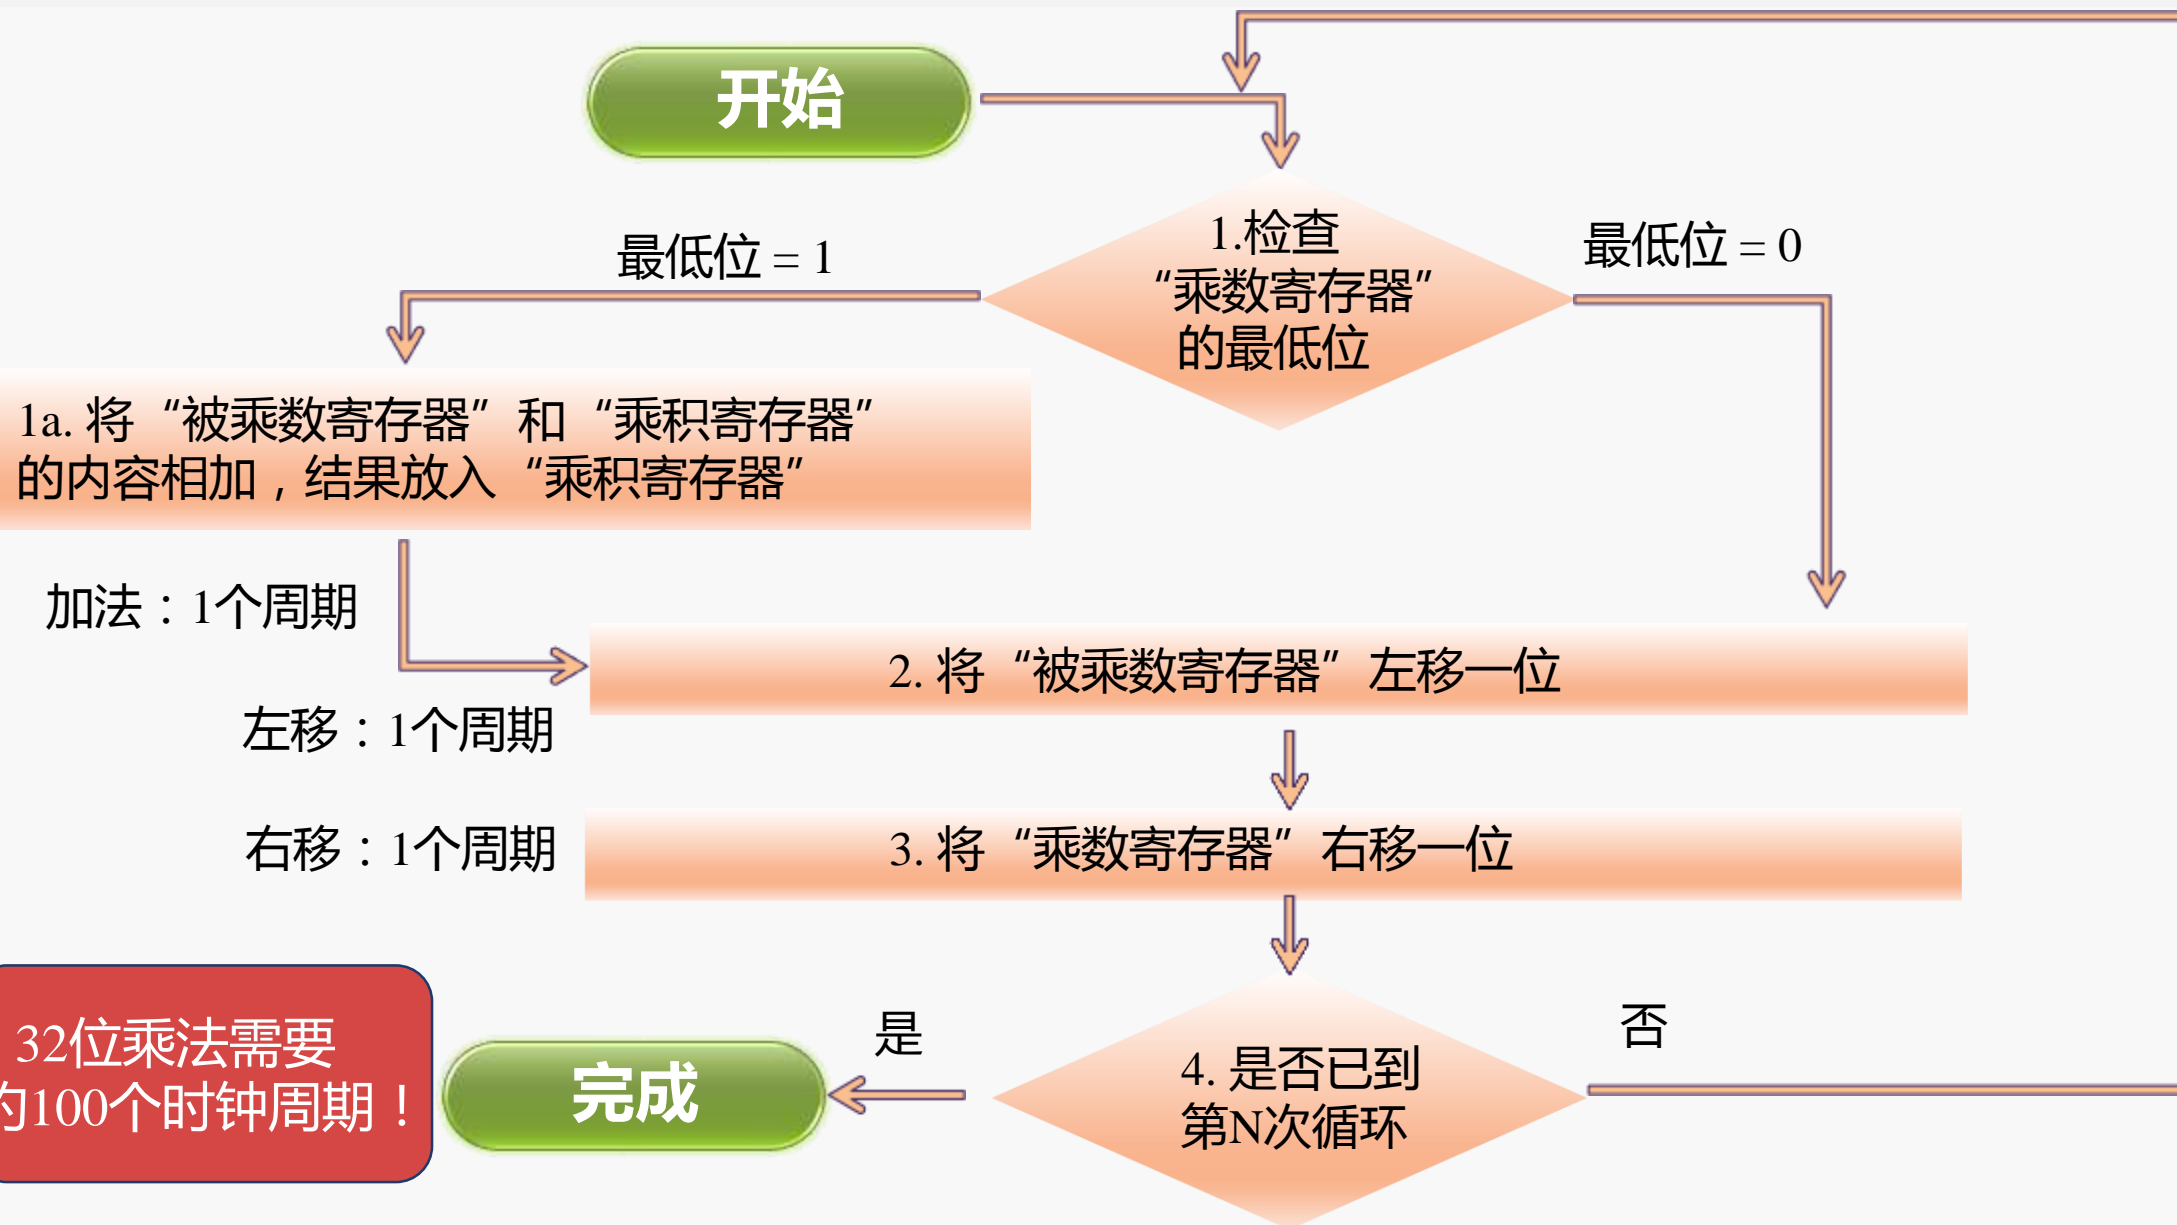 开始
最低位 = 1
1.检查
“乘数寄存器”
的最低位
最低位 = 0
1a. 将“被乘数寄存器”和“乘积寄存器”
的内容相加，结果放入“乘积寄存器”
加法：1个周期
2. 将“被乘数寄存器”左移一位
左移：1个周期
3. 将“乘数寄存器”右移一位
右移：1个周期
32位乘法需要
约100个时钟周期！
完成
是
4. 是否已到
第N次循环
否